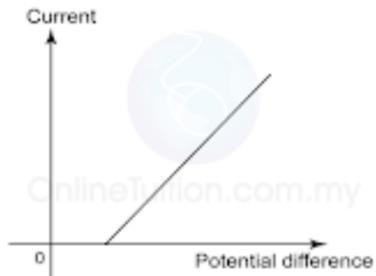 Current
OnlineTuition.com.my
0
Potential difference